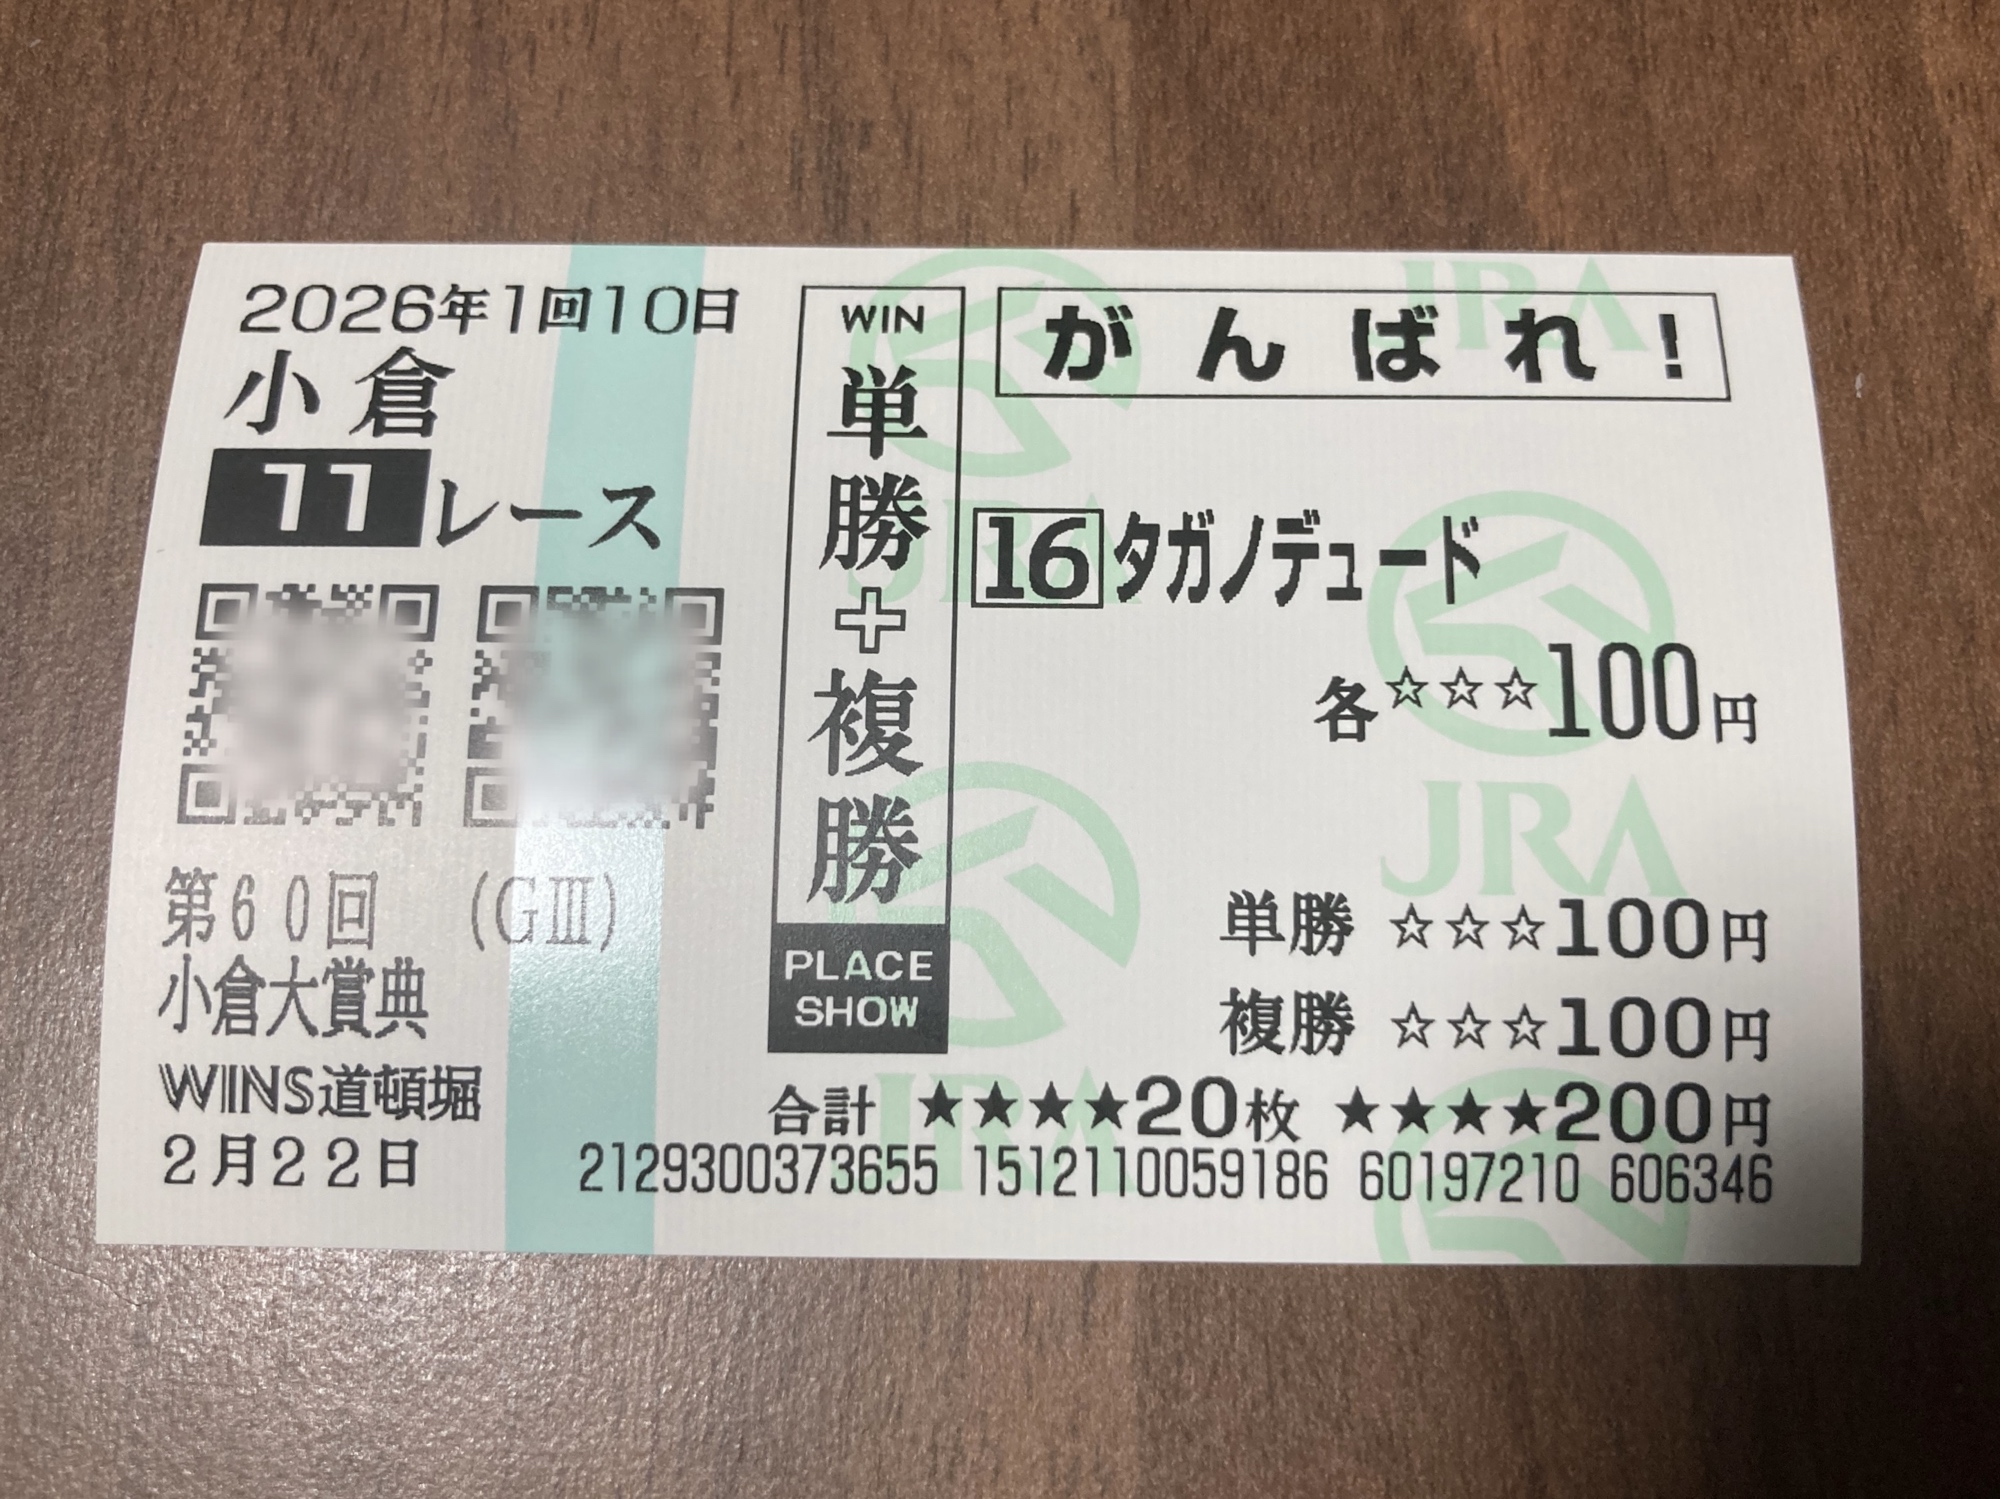 2026年1回10日
小倉
11レース
第60回 (GⅢ)
小倉大賞典
WINS道頓堀
2月22日
WIN
単勝+複勝
PLACE
SHOW
がんばれ!
16 タガノデュード
各☆☆☆100円
単勝 ☆☆☆100円
複勝 ☆☆☆100円
合計 ★★★★20枚 ★★★★200円
2129300373655 1512110059186 60197210 606346
JRA
JRA
JRA
JRA